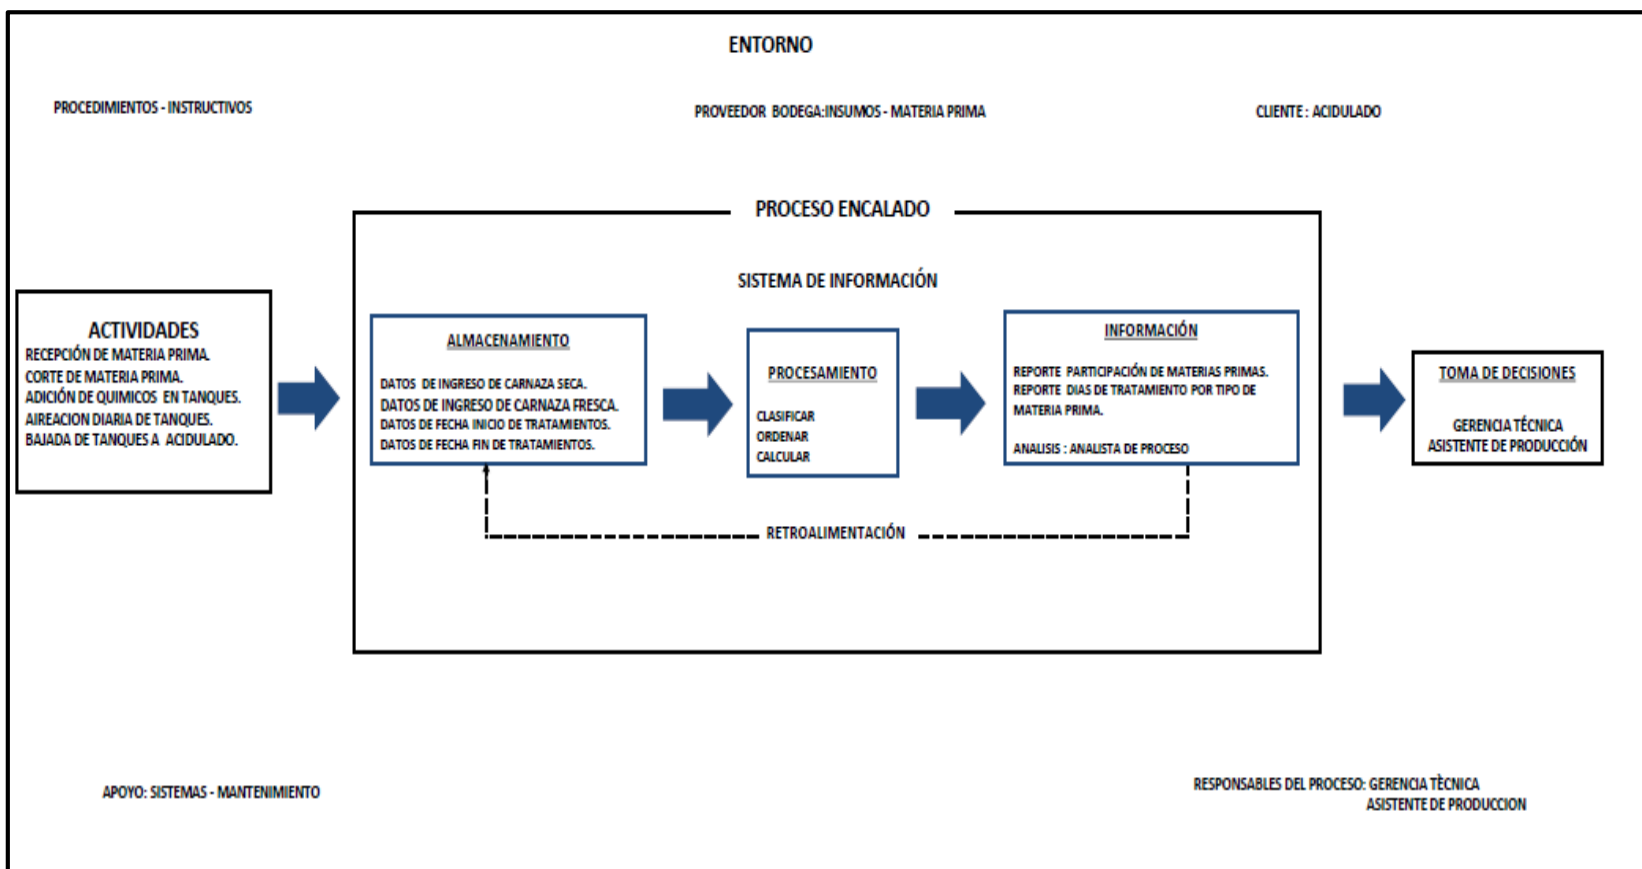 ENTORNO
PROCEDIMIENTOS - INSTRUCTIVOS
PROVEEDOR BODEGA:INSUMOS - MATERIA PRIMA
CLIENTE : ACIDULADO
PROCESO ENCALADO
SISTEMA DE INFORMACIÓN
ACTIVIDADES
RECEPCIÓN DE MATERIA PRIMA.
CORTE DE MATERIA PRIMA.
ADICIÓN DE QUIMICOS EN TANQUES.
AIREACION DIARIA DE TANQUES.
BAJADA DE TANQUES A ACIDULADO.
ALMACENAMIENTO
DATOS DE INGRESO DE CARNAZA SECA.
DATOS DE INGRESO DE CARNAZA FRESCA.
DATOS DE FECHA INICIO DE TRATAMIENTOS.
DATOS DE FECHA FIN DE TRATAMIENTOS.
PROCESAMIENTO
CLASIFICAR
ORDENAR
CALCULAR
INFORMACIÓN
REPORTE PARTICIPACIÓN DE MATERIAS PRIMAS.
REPORTE DIAS DE TRATAMIENTO POR TIPO DE
MATERIA PRIMA.
ANALISIS : ANALISTA DE PROCESO
TOMA DE DECISIONES
GERENCIA TÉCNICA
ASISTENTE DE PRODUCCIÓN
RETROALIMENTACIÓN
APOYO: SISTEMAS - MANTENIMIENTO
RESPONSABLES DEL PROCESO: GERENCIA TÈCNICA
ASISTENTE DE PRODUCCION